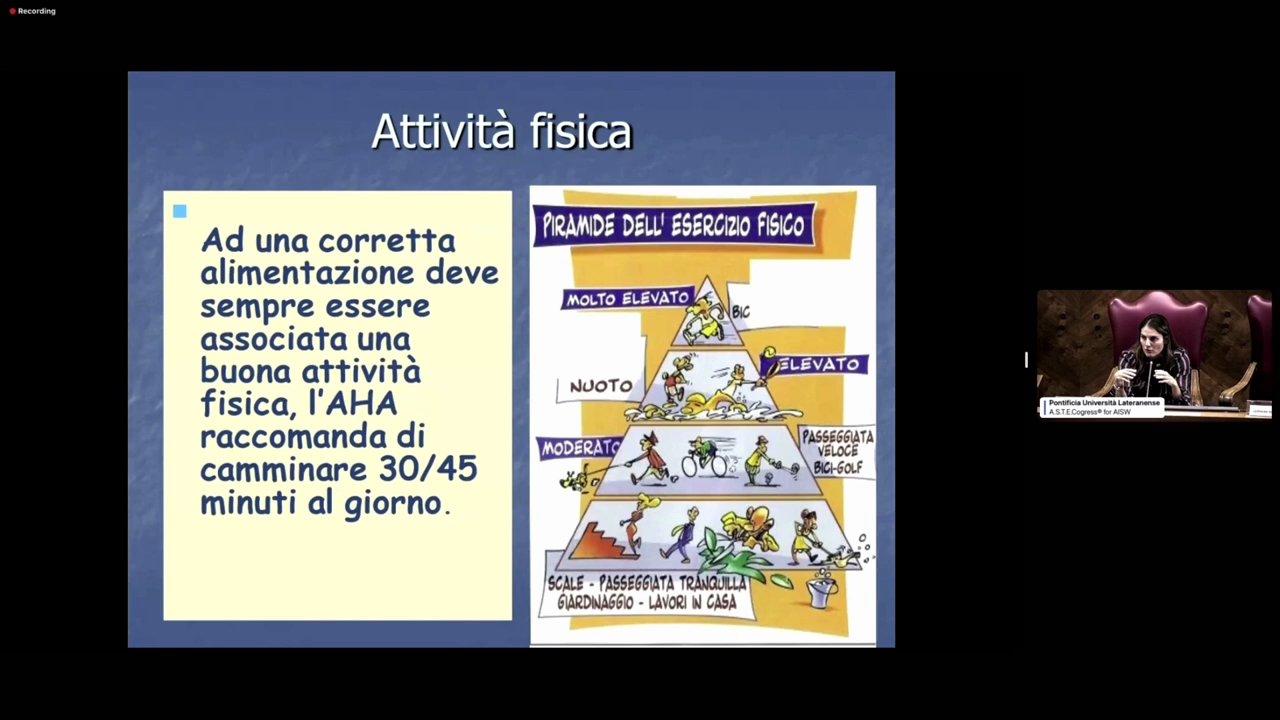 Recording
Attività fisica
Ad una corretta
alimentazione deve
sempre essere
associata una
buona attività
fisica, l'AHA
raccomanda di
camminare 30/45
minuti al giorno.
PIRAMIDE DELL' ESERCIZIO FISICO
MOLTO ELEVATO
BIC
ELEVATO
NUOTO
MODERATO
PASSEGGIATA
VELOCE
BICI-GOLF
SCALE - PASSEGGIATA TRANQUILLA
GIARDINAGGIO - LAVORI IN CASA
Pontificia Università Lateranense
A.S.T.E.Cogress® for AISW